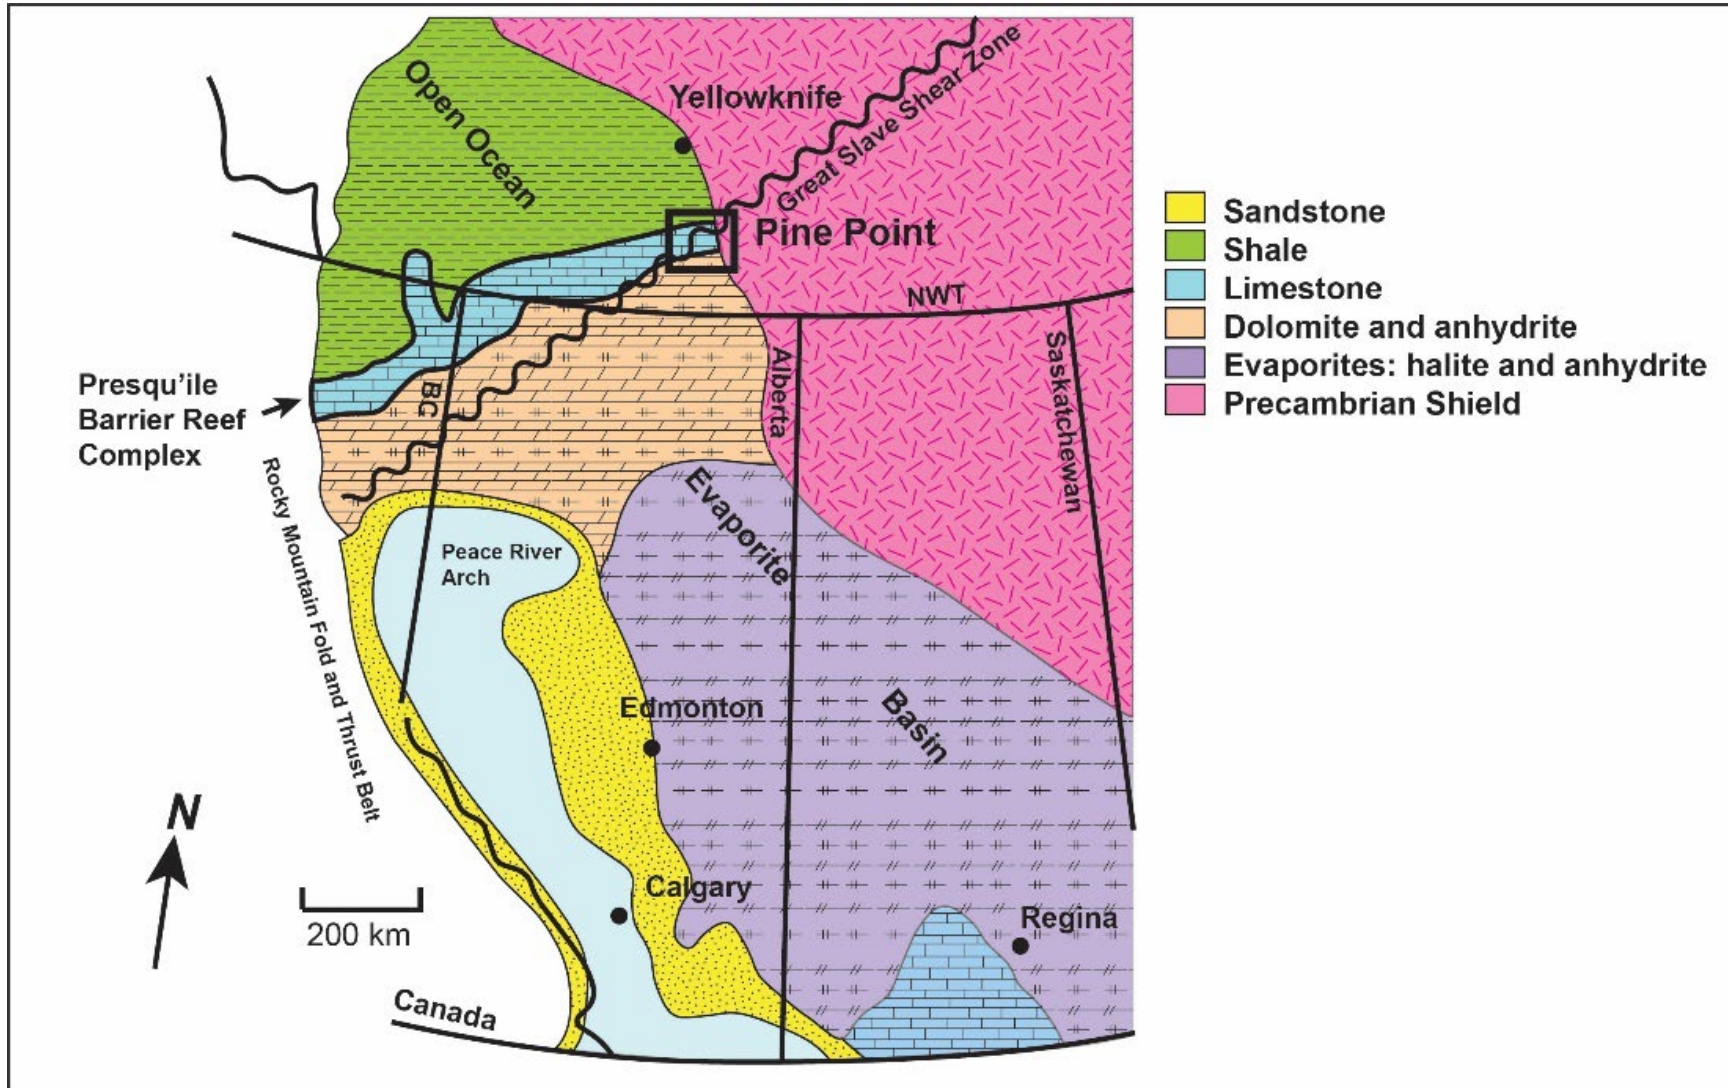 Open Ocean
Yellowknife
Great Slave Shear Zone
Pine Point
NWT
Sandstone
Shale
Limestone
Dolomite and anhydrite
Evaporites: halite and anhydrite
Precambrian Shield
Presqu'ile
Barrier Reef
Complex
BC
Alberta
Saskatchewan
Rocky Mountain Fold and Thrust Belt
Evaporite
Basin
Peace River
Arch
Edmonton
Calgary
Regina
N
200 km
Canada